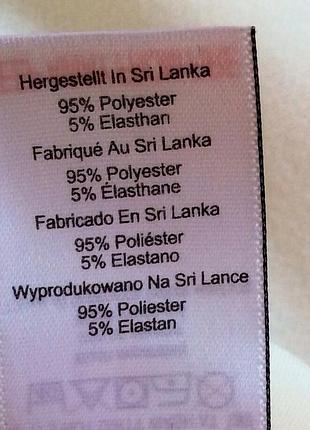 Hergestellt In Sri Lanka
95% Polyester
5% Elasthan
Fabriqué Au Sri Lanka
95% Polyester
5% Élasthane
Fabricado En Sri Lanka
95% Poliéster
5% Elastano
Wyprodukowano Na Sri Lance
95% Poliester
5% Elastan